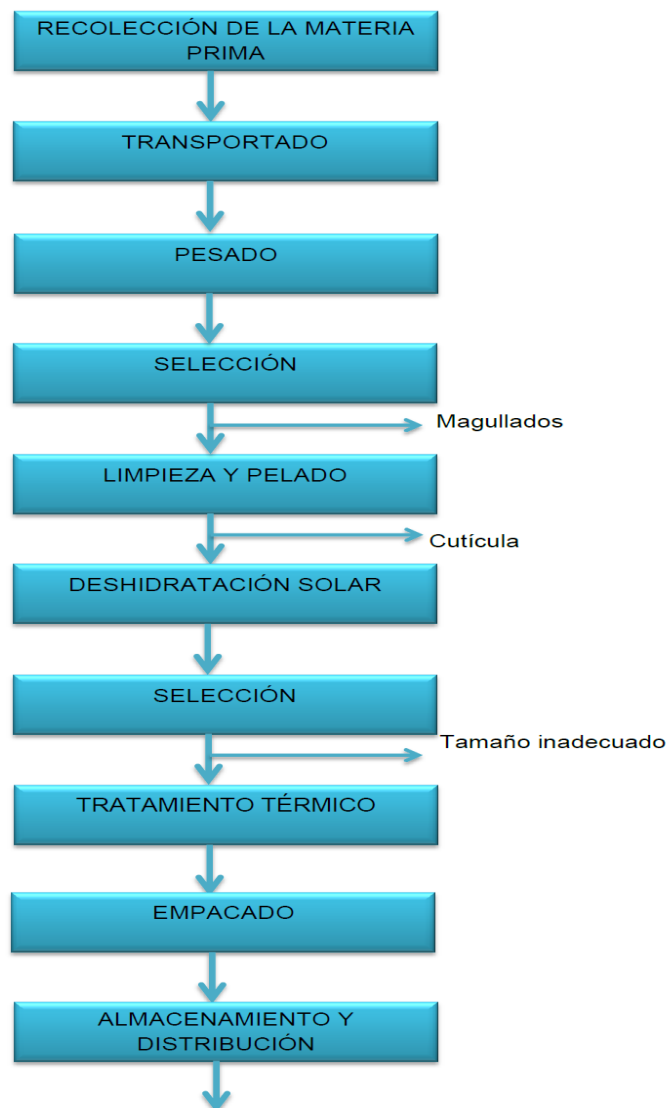 RECOLECCIÓN DE LA MATERIA
PRIMA
TRANSPORTADO
PESADO
SELECCIÓN
Magullados
LIMPIEZA Y PELADO
Cutícula
DESHIDRATACIÓN SOLAR
SELECCIÓN
Tamaño inadecuado
TRATAMIENTO TÉRMICO
EMPACADO
ALMACENAMIENTO Y
DISTRIBUCIÓN